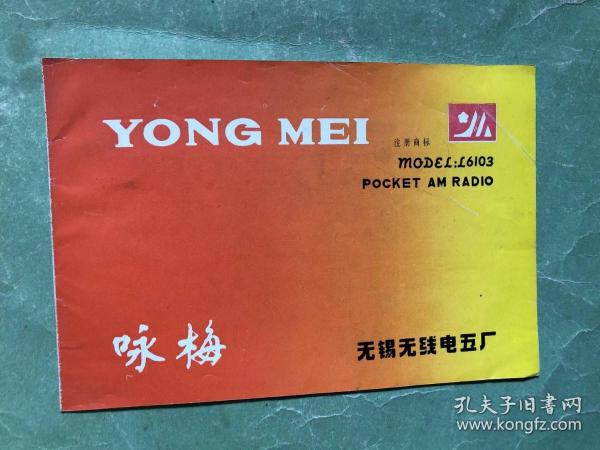 YONG MEI
注册商标
MODEL:L6103
POCKET AM RADIO
咏梅
无锡无线电五厂
孔夫子旧书网
www.kongfz.com